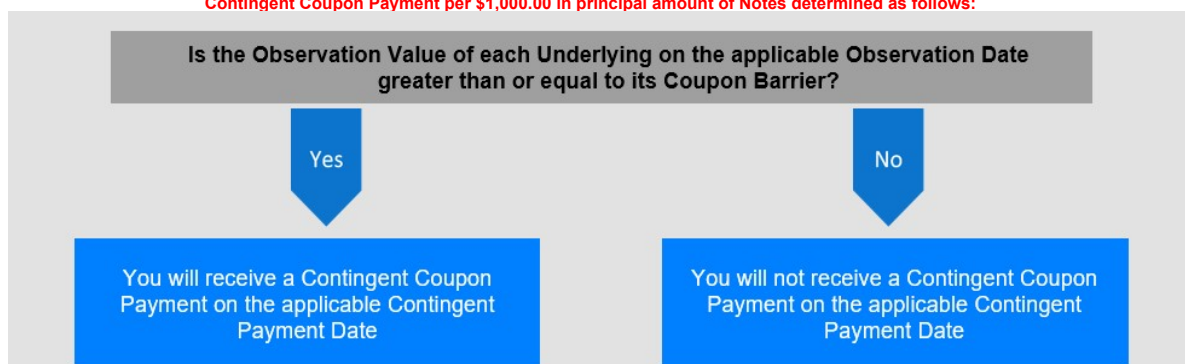 Contingent Coupon Payment per $1,000.00 in principal amount of Notes determined as follows:
Is the Observation Value of each Underlying on the applicable Observation Date
greater than or equal to its Coupon Barrier?
Yes
No
You will receive a Contingent Coupon
Payment on the applicable Contingent
Payment Date
You will not receive a Contingent Coupon
Payment on the applicable Contingent
Payment Date